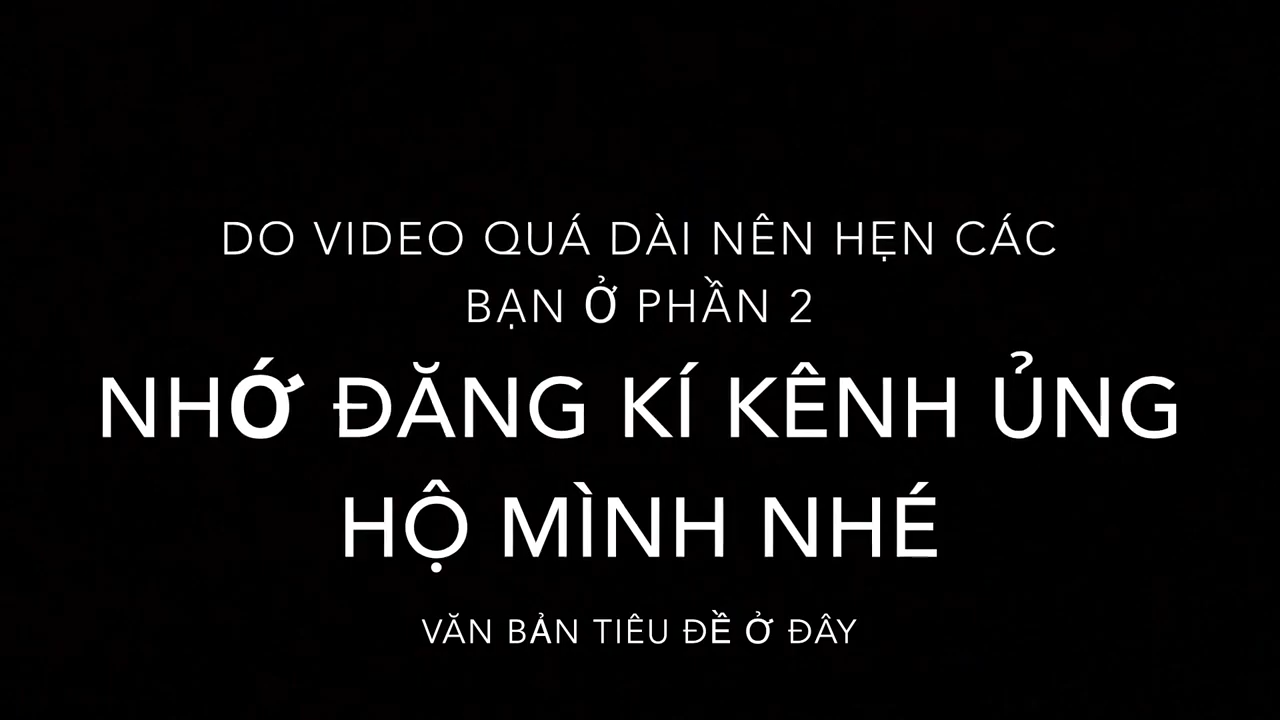 DO VIDEO QUÁ DÀI NÊN HẸN CÁC
BẠN Ở PHẦN 2
NHỚ ĐĂNG KÍ KÊNH ỦNG
HỘ MÌNH NHÉ
VĂN BẢN TIÊU ĐỀ Ở ĐÂY